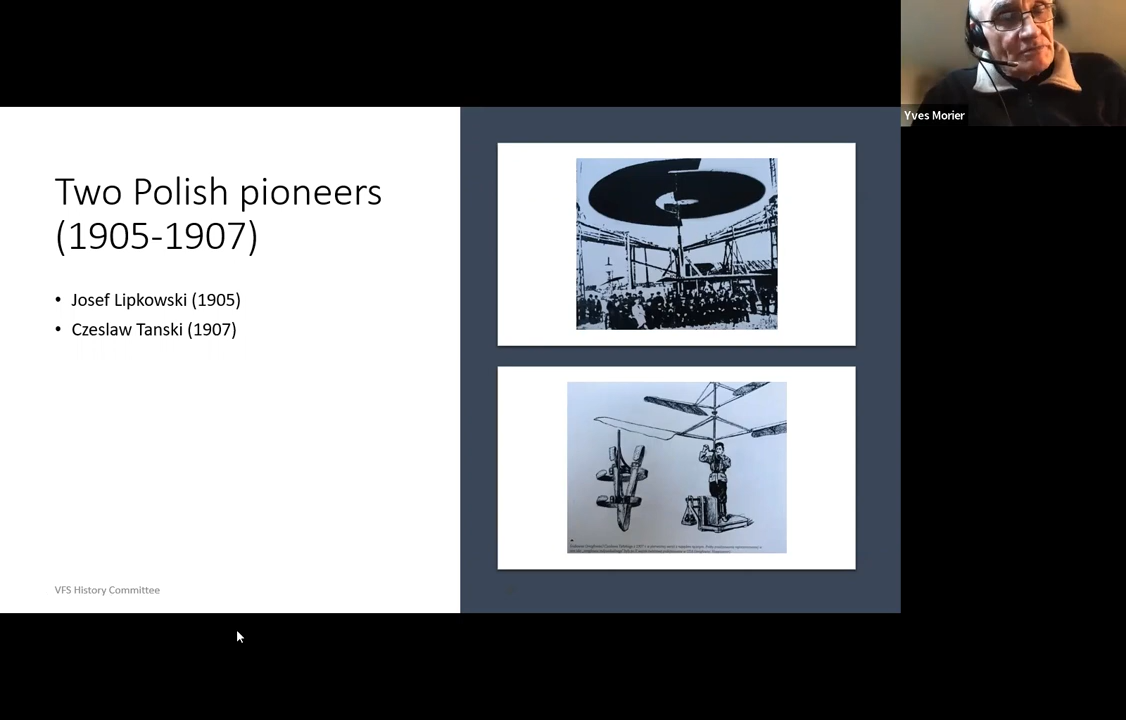 Yves Morier
Two Polish pioneers
(1905-1907)
• Josef Lipkowski (1905)
• Czeslaw Tanski (1907)
VFS History Committee